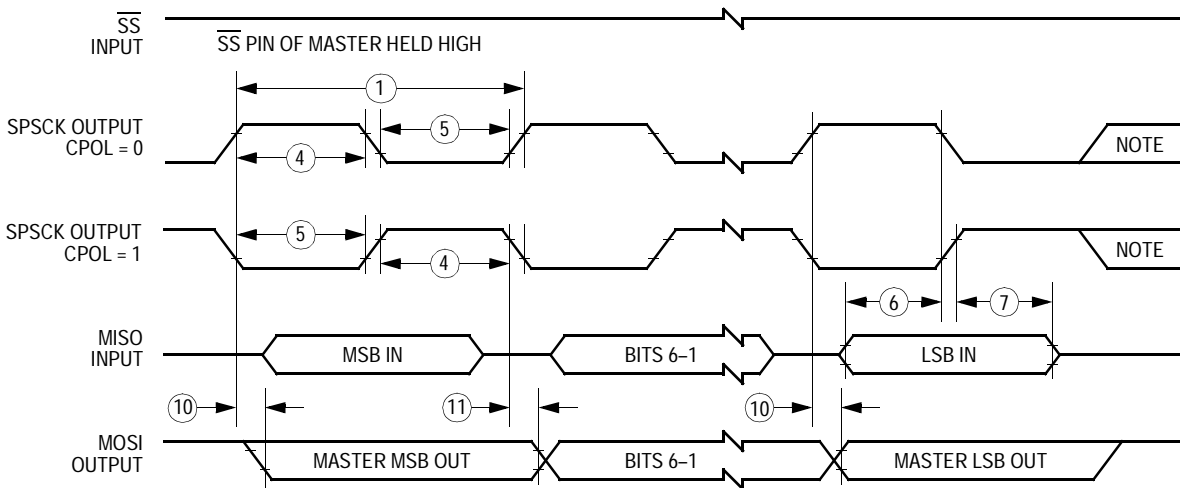 SS
INPUT
SS PIN OF MASTER HELD HIGH
1
SPSCK OUTPUT
CPOL = 0
5
4
NOTE
SPSCK OUTPUT
CPOL = 1
5
4
NOTE
6
7
MISO
INPUT
MSB IN
BITS 6–1
LSB IN
10
11
10
MOSI
OUTPUT
MASTER MSB OUT
BITS 6–1
MASTER LSB OUT